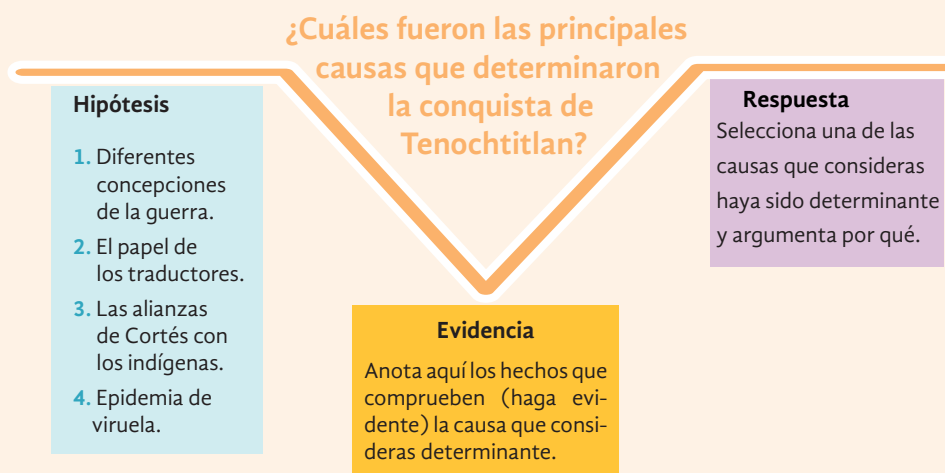 ¿Cuáles fueron las principales
causas que determinaron
la conquista de
Tenochtitlan?
Hipótesis
1. Diferentes
concepciones
de la guerra.
2. El papel de
los traductores.
3. Las alianzas
de Cortés con
los indígenas.
4. Epidemia de
viruela.
Evidencia
Anota aquí los hechos que
comprueben (haga evi-
dente) la causa que consi-
deras determinante.
Respuesta
Selecciona una de las
causas que consideras
haya sido determinante
y argumenta por qué.